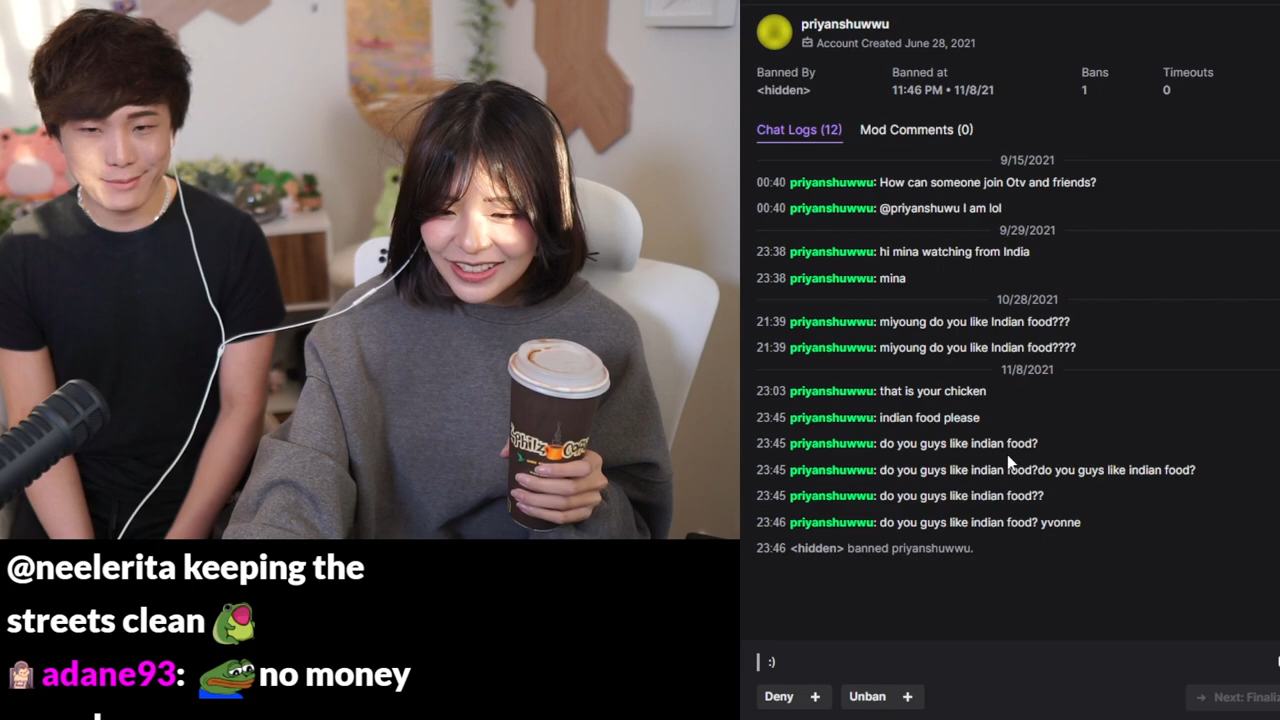 priyanshuwwu
Account Created June 28, 2021
Banned By
Banned at
Bans
Timeouts
<hidden>
11:46 PM • 11/8/21
1
0
Chat Logs (12)
Mod Comments (0)
9/15/2021
00:40 priyanshuwwu: How can someone join Otv and friends?
00:40 priyanshuwwu: @priyanshuwu I am lol
9/29/2021
23:38 priyanshuwwu: hi mina watching from India
23:38 priyanshuwwu: mina
10/28/2021
21:39 priyanshuwwu: miyoung do you like Indian food???
21:39 priyanshuwwu: miyoung do you like Indian food????
11/8/2021
23:03 priyanshuwwu: that is your chicken
23:45 priyanshuwwu: indian food please
23:45 priyanshuwwu: do you guys like indian food?
23:45 priyanshuwwu: do you guys like indian food?do you guys like indian food?
23:45 priyanshuwwu: do you guys like indian food??
23:46 priyanshuwwu: do you guys like indian food? yvonne
23:46 <hidden> banned priyanshuwwu.
:)
Deny +
Unban +
→ Next:
Philz
@neelerita keeping the
streets clean
adane93: no money